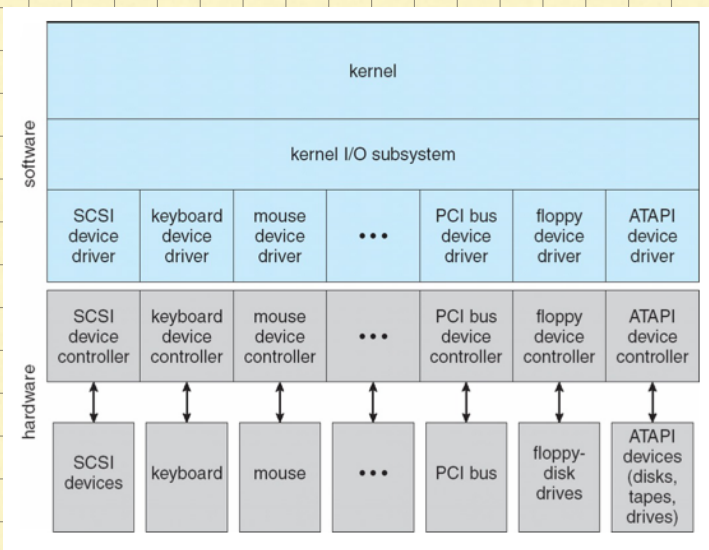 software
kernel
kernel I/O subsystem
SCSI
device
driver
keyboard
device
driver
mouse
device
driver
•••
PCI bus
device
driver
floppy
device
driver
ATAPI
device
driver
hardware
SCSI
device
controller
keyboard
device
controller
mouse
device
controller
•••
PCI bus
device
controller
floppy
device
controller
ATAPI
device
controller
SCSI
devices
keyboard
mouse
•••
PCI bus
floppy-
disk
drives
ATAPI
devices
(disks,
tapes,
drives)